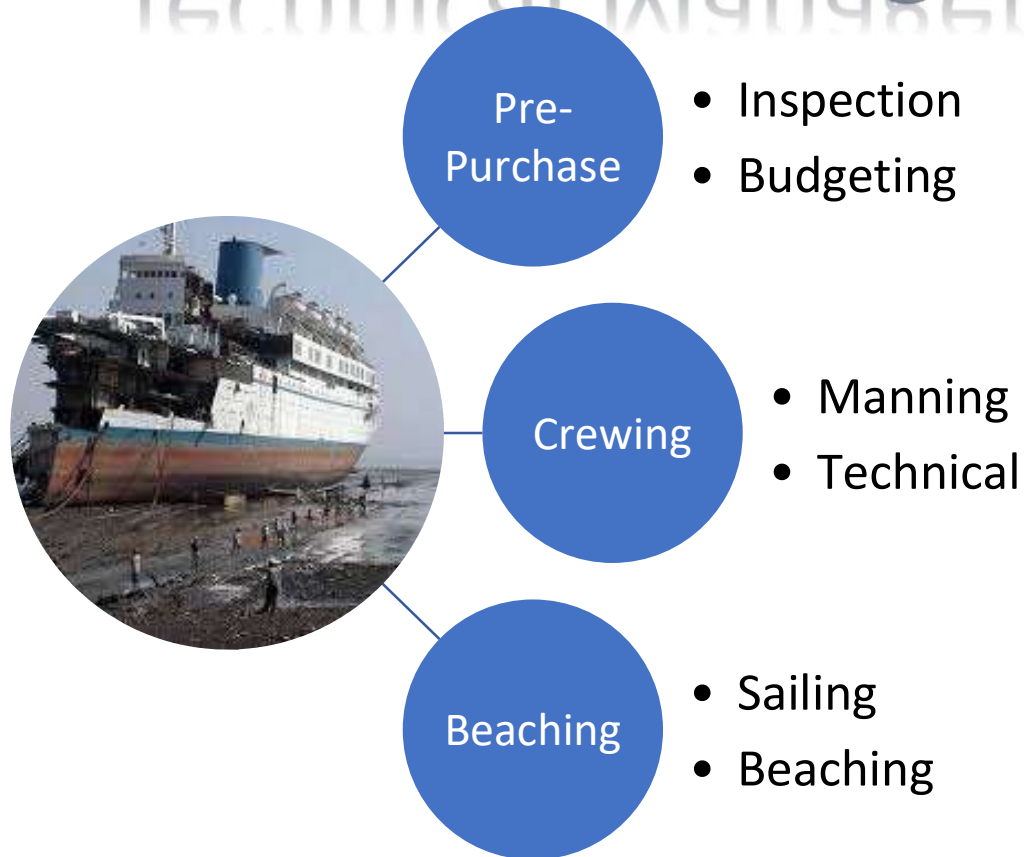 Pre-
Purchase
• Inspection
• Budgeting
Crewing
• Manning
• Technical
Beaching
• Sailing
• Beaching